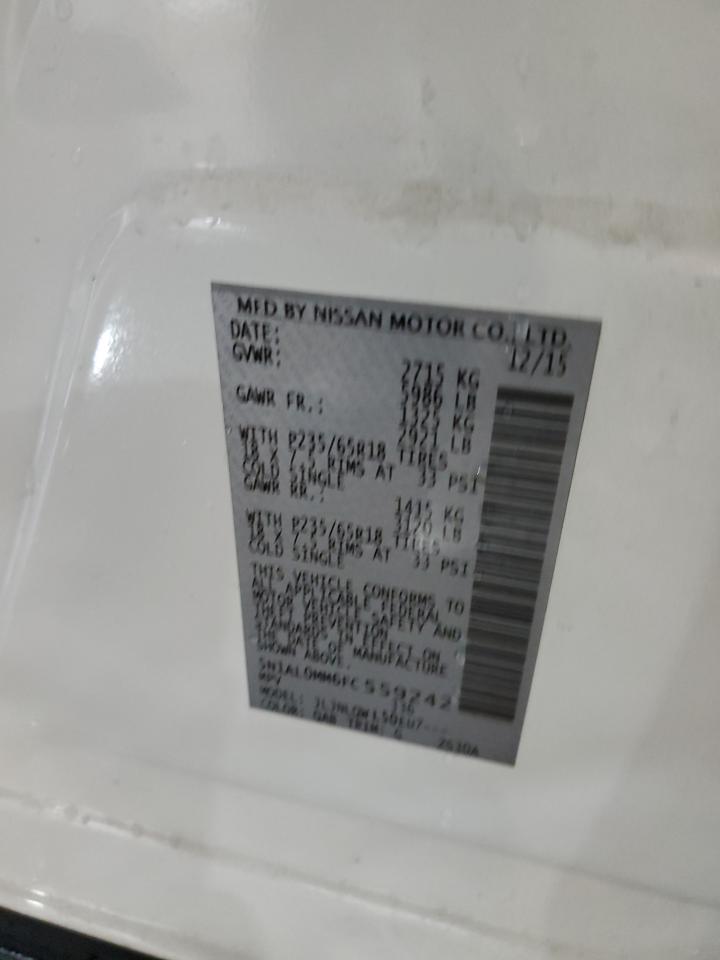 MFD BY NISSAN MOTOR CO., LTD.
DATE: 12/15
GVWR: 2715 KG
5986 LB
GAWR FR.: 1325 KG
2921 LB
WITH P235/65R18 TIRES
18 X 7.5 RIMS AT 33 PSI
COLD SINGLE
GAWR RR.: 1415 KG
3120 LB
WITH P235/65R18 TIRES
18 X 7.5 RIMS AT 33 PSI
COLD SINGLE
THIS VEHICLE CONFORMS TO
ALL APPLICABLE FEDERAL
MOTOR VEHICLE SAFETY AND
THEFT PREVENTION
STANDARDS IN EFFECT ON
THE DATE OF MANUFACTURE
SHOWN ABOVE.
5N1AL0MM6FC559242
MPV
MODEL:
COLOR: QAB TRIM: G